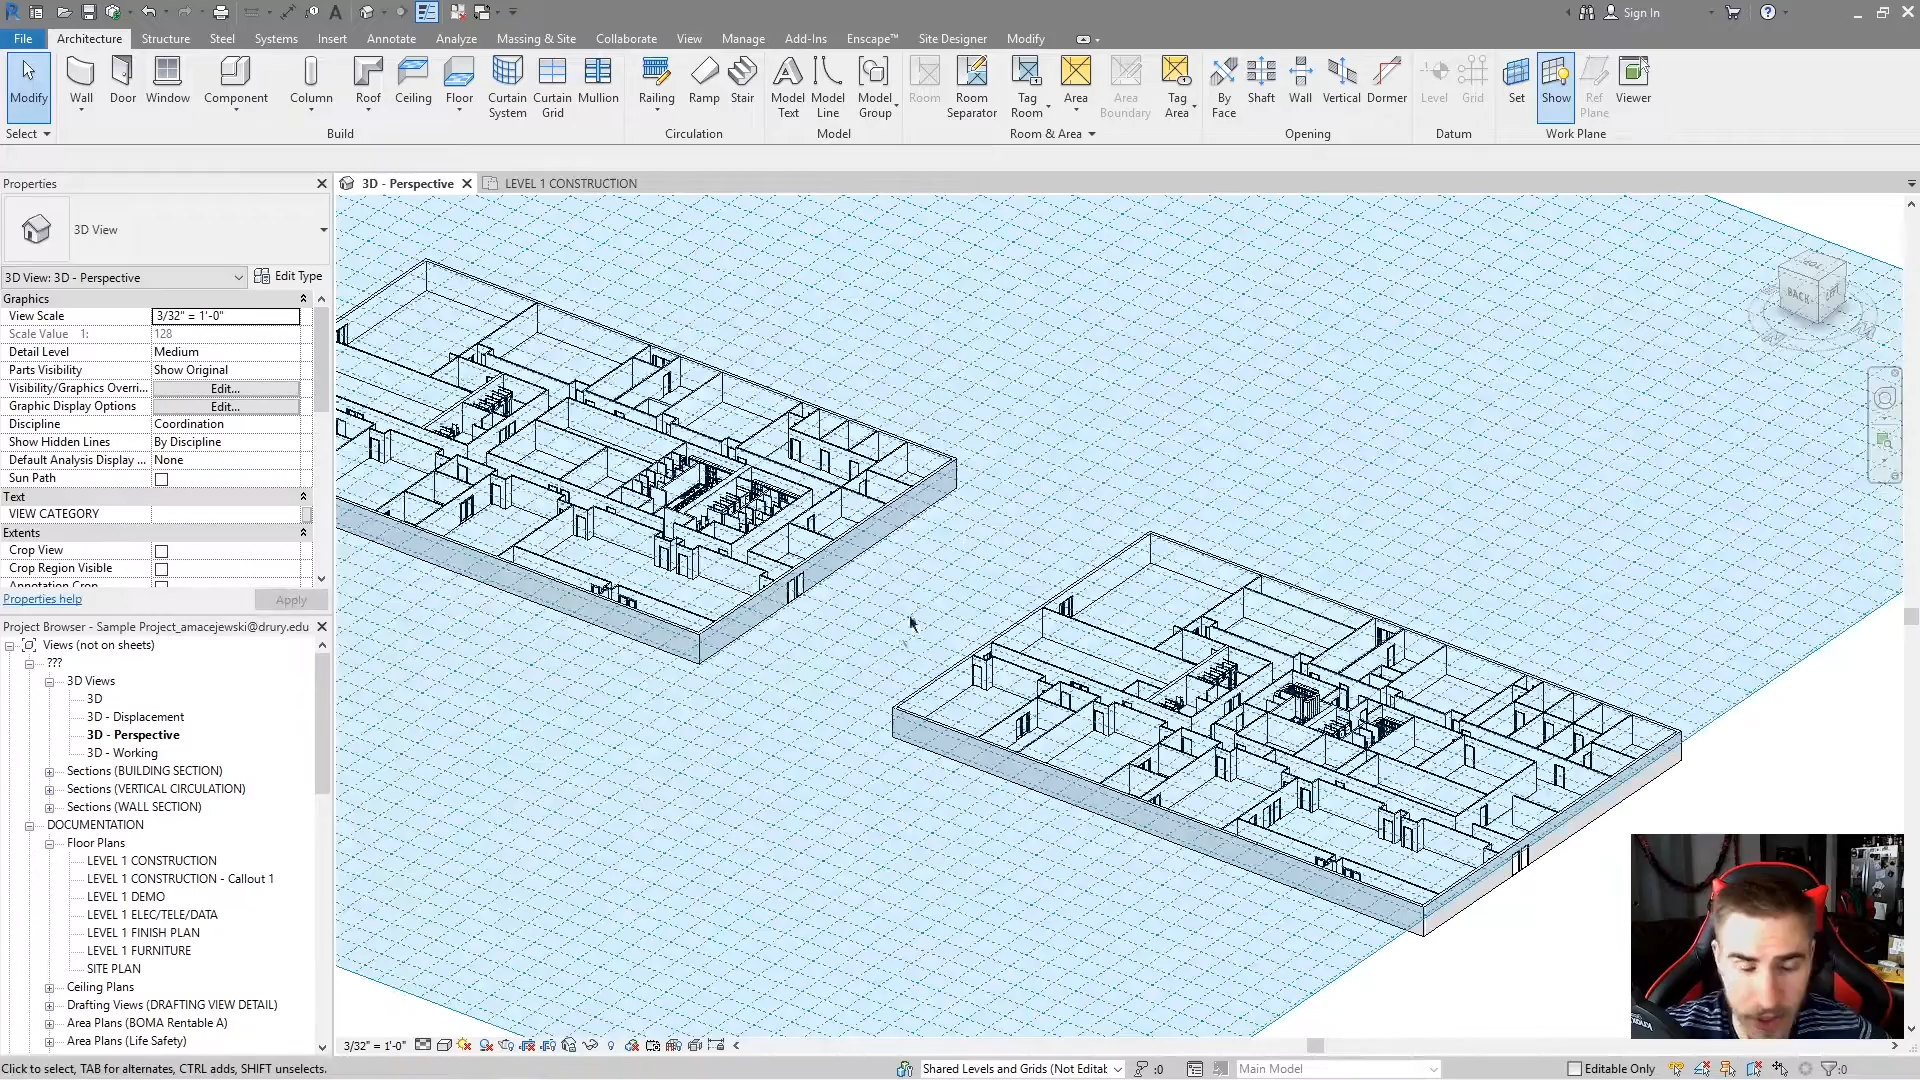 Sign In
File
Architecture
Structure
Steel
Systems
Insert
Annotate
Analyze
Massing & Site
Collaborate
View
Manage
Add-Ins
Enscape™
Site Designer
Modify
Modify
Wall
Door
Window
Component
Column
Roof
Ceiling
Floor
Curtain
System
Curtain
Grid
Mullion
Railing
Ramp
Stair
Model
Text
Model
Line
Model
Group
Room
Room
Separator
Tag
Room
Area
Area
Boundary
Tag
Area
By
Face
Shaft
Wall
Vertical
Dormer
Level
Grid
Set
Show
Ref
Plane
Viewer
Select
Build
Circulation
Model
Room & Area
Opening
Datum
Work Plane
Properties
3D - Perspective
LEVEL 1 CONSTRUCTION
3D View
3D View: 3D - Perspective
Edit Type
Graphics
View Scale 3/32" = 1'-0"
Scale Value 1: 128
Detail Level Medium
Parts Visibility Show Original
Visibility/Graphics Overri... Edit...
Graphic Display Options Edit...
Discipline Coordination
Show Hidden Lines By Discipline
Default Analysis Display ... None
Sun Path
Text
VIEW CATEGORY
Extents
Crop View
Crop Region Visible
Annotation Crop
Properties help
Apply
Project Browser - Sample Project_amacejewski@drury.edu
Views (not on sheets)
???
3D Views
3D
3D - Displacement
3D - Perspective
3D - Working
Sections (BUILDING SECTION)
Sections (VERTICAL CIRCULATION)
Sections (WALL SECTION)
DOCUMENTATION
Floor Plans
LEVEL 1 CONSTRUCTION
LEVEL 1 CONSTRUCTION - Callout 1
LEVEL 1 DEMO
LEVEL 1 ELEC/TELE/DATA
LEVEL 1 FINISH PLAN
LEVEL 1 FURNITURE
SITE PLAN
Ceiling Plans
Drafting Views (DRAFTING VIEW DETAIL)
Area Plans (BOMA Rentable A)
Area Plans (Life Safety)
TOP
BACK
LEFT
3/32" = 1'-0"
Click to select, TAB for alternates, CTRL adds, SHIFT unselects.
Shared Levels and Grids (Not Editat
:0
Main Model
Editable Only
:0